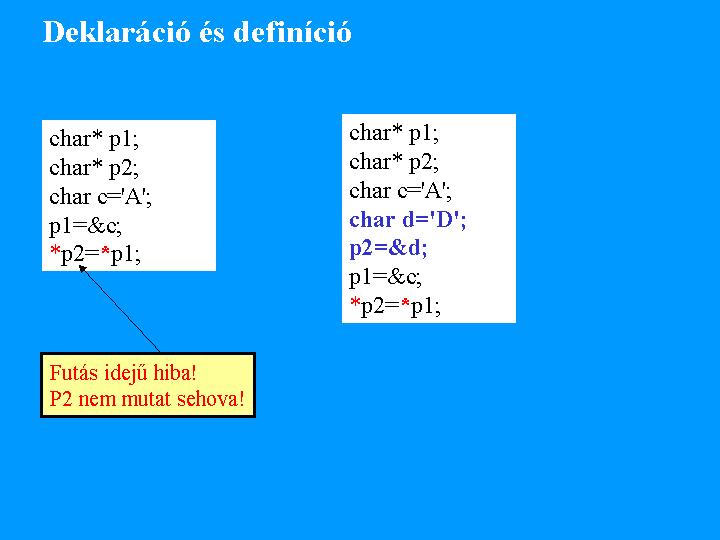 Deklaráció és definíció
char* p1;
char* p2;
char c='A';
p1=&c;
*p2=*p1;
Futás idejű hiba!
P2 nem mutat sehova!
char* p1;
char* p2;
char c='A';
char d='D';
p2=&d;
p1=&c;
*p2=*p1;